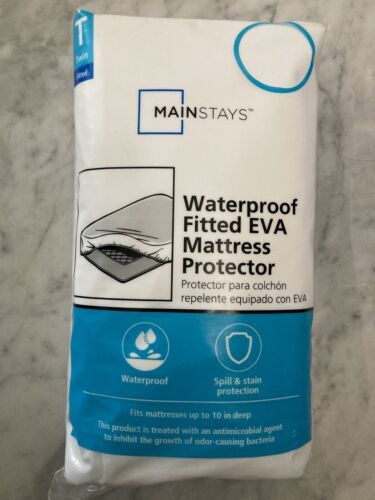 T
Twin
Fitted
MAINSTAYS™
Waterproof
Fitted EVA
Mattress
Protector
Protector para colchón
repelente equipado con EVA
Waterproof
Spill & stain
protection
Fits mattresses up to 10 in deep
This product is treated with an antimicrobial agent
to inhibit the growth of odor-causing bacteria